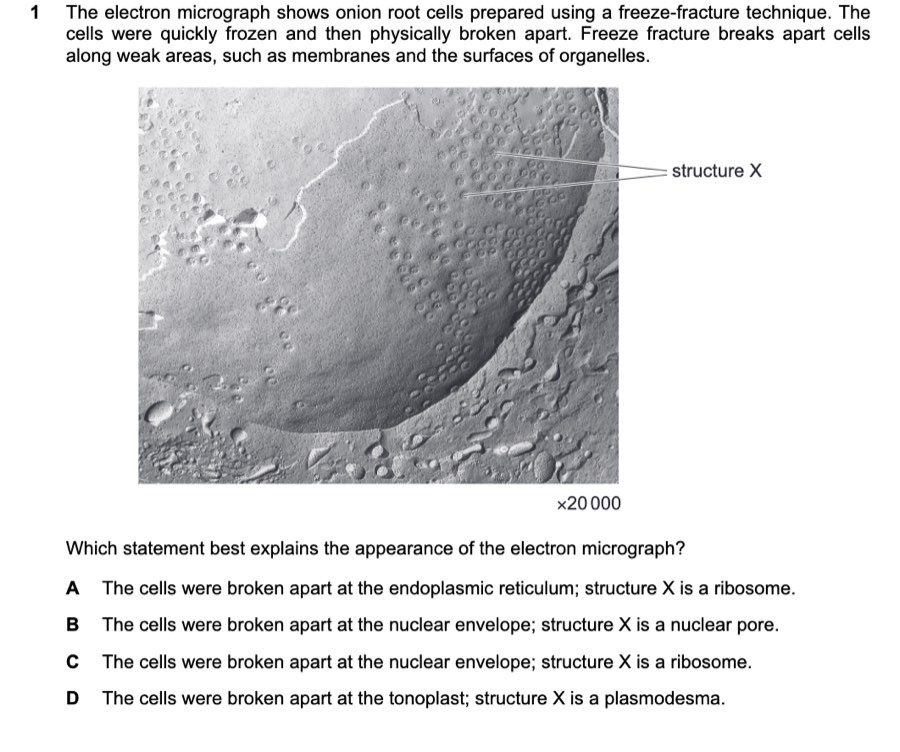 1 The electron micrograph shows onion root cells prepared using a freeze-fracture technique. The
cells were quickly frozen and then physically broken apart. Freeze fracture breaks apart cells
along weak areas, such as membranes and the surfaces of organelles.
structure X
×20 000
Which statement best explains the appearance of the electron micrograph?
A The cells were broken apart at the endoplasmic reticulum; structure X is a ribosome.
B The cells were broken apart at the nuclear envelope; structure X is a nuclear pore.
C The cells were broken apart at the nuclear envelope; structure X is a ribosome.
D The cells were broken apart at the tonoplast; structure X is a plasmodesma.